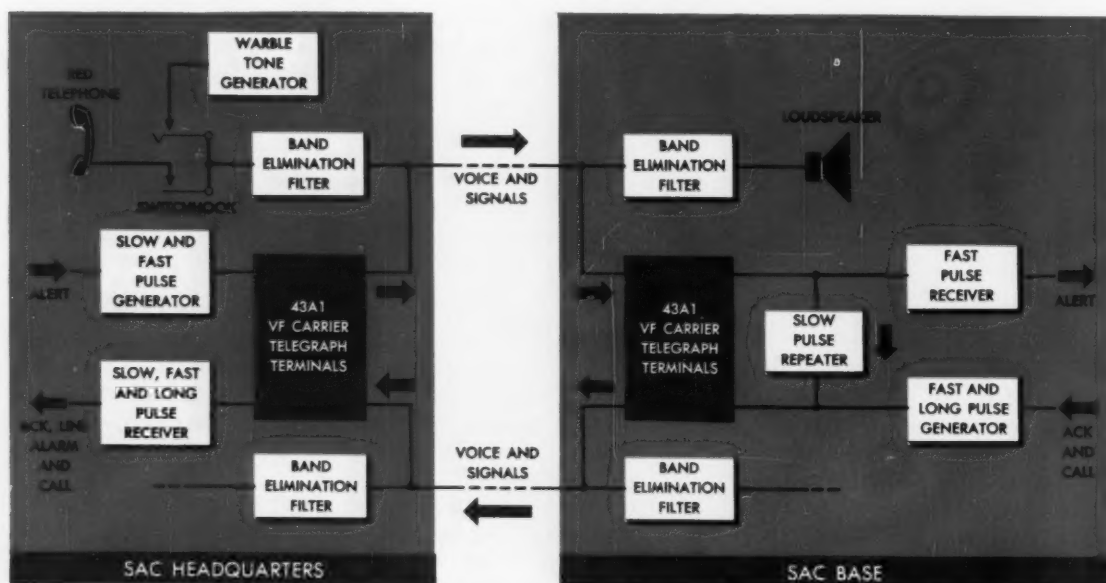 WARBLE
TONE
GENERATOR
RED
TELEPHONE
BAND
ELIMINATION
FILTER
SWITCHHOOK
SLOW AND
FAST
PULSE
GENERATOR
ALERT
43A1
VF CARRIER
TELEGRAPH
TERMINALS
SLOW, FAST
AND LONG
PULSE
RECEIVER
ACK, LINE
ALARM
AND
CALL
BAND
ELIMINATION
FILTER
SAC HEADQUARTERS
VOICE AND
SIGNALS
VOICE AND
SIGNALS
BAND
ELIMINATION
FILTER
LOUDSPEAKER
43A1
VF CARRIER
TELEGRAPH
TERMINALS
FAST
PULSE
RECEIVER
ALERT
SLOW
PULSE
REPEATER
FAST AND
LONG PULSE
GENERATOR
ACK
AND
CALL
BAND
ELIMINATION
FILTER
SAC BASE